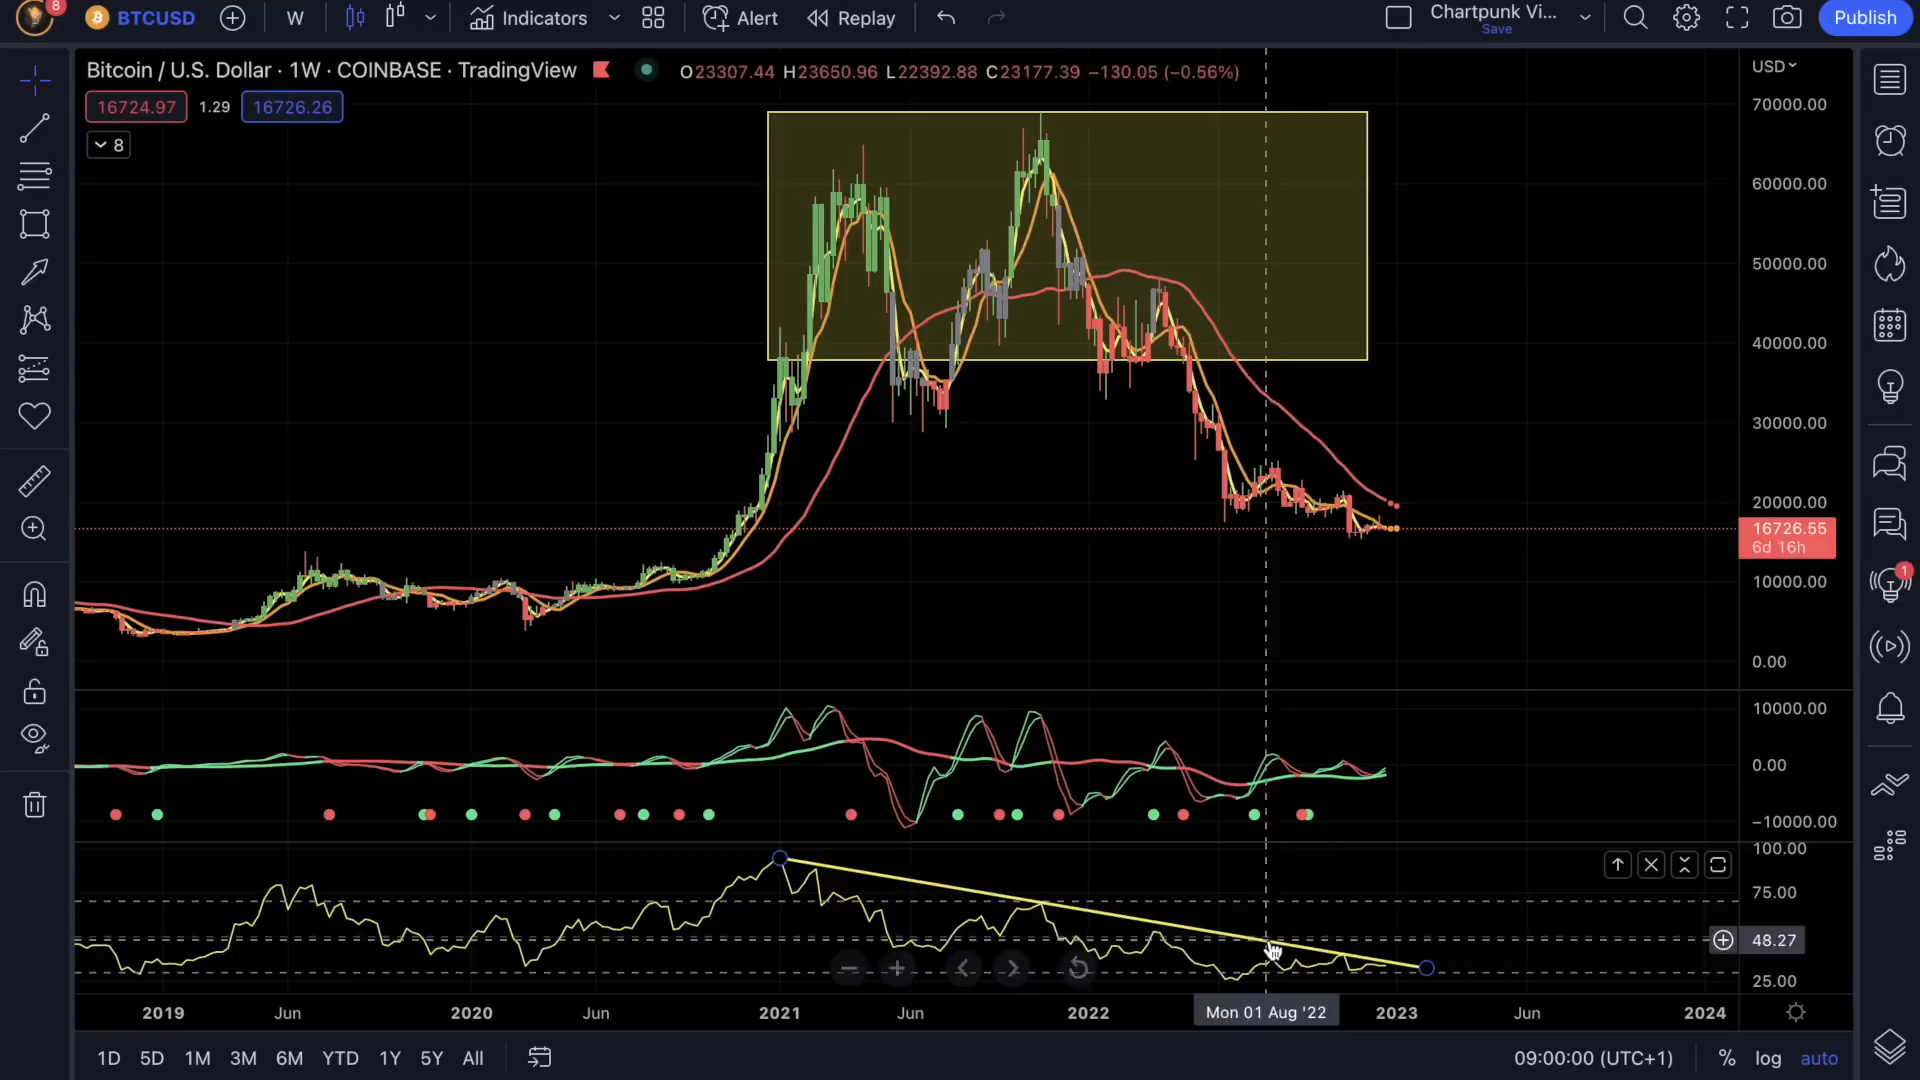 8 BTCUSD W Indicators Alert Replay Chartpunk Vi... Publish
Save
Bitcoin / U.S. Dollar · 1W · COINBASE · TradingView O23307.44 H23650.96 L22392.88 C23177.39 −130.05 (−0.56%) USD
16724.97 1.29 16726.26
8
70000.00
60000.00
50000.00
40000.00
30000.00
20000.00
16726.55
6d 16h
10000.00
0.00
10000.00
0.00
−10000.00
100.00
75.00
48.27
25.00
1
2019 Jun 2020 Jun 2021 Jun 2022 Mon 01 Aug '22 2023 Jun 2024
1D 5D 1M 3M 6M YTD 1Y 5Y All 09:00:00 (UTC+1) % log auto